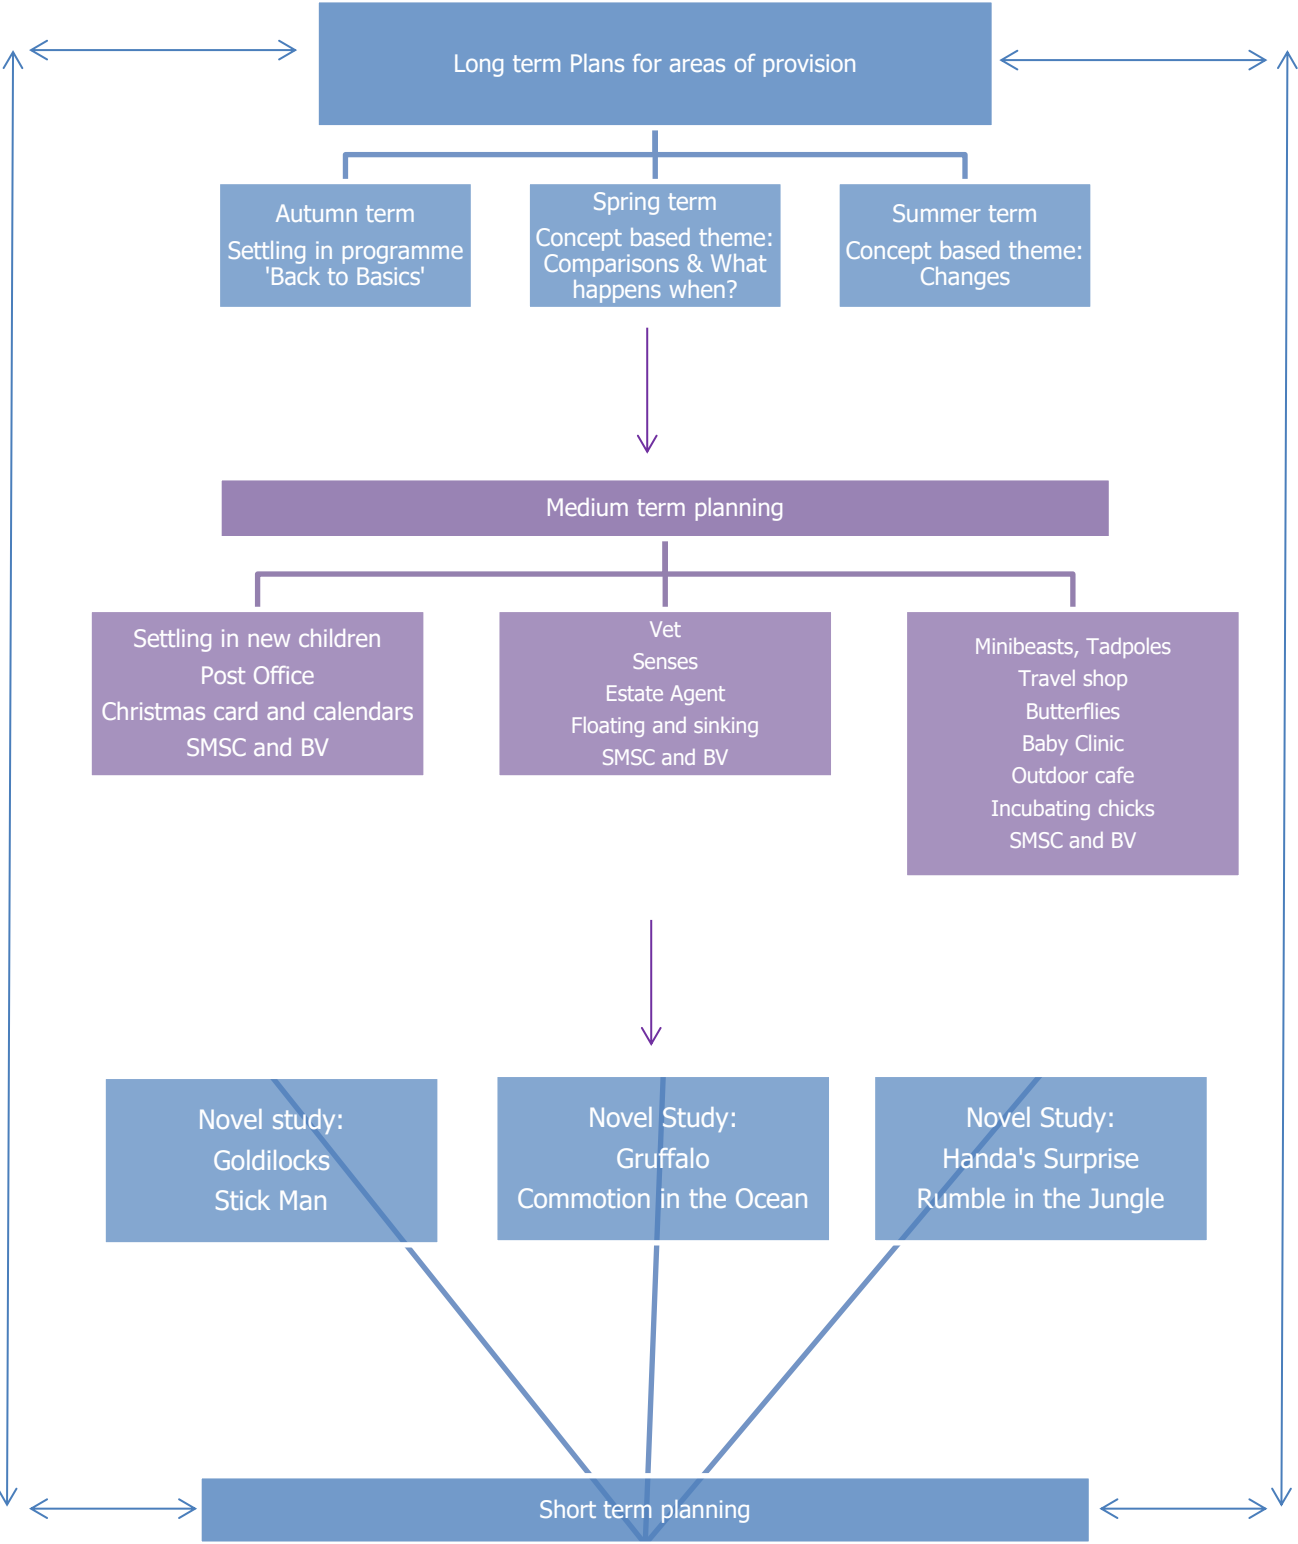 Long term Plans for areas of provision
Autumn term
Settling in programme
'Back to Basics'
Spring term
Concept based theme:
Comparisons & What
happens when?
Summer term
Concept based theme:
Changes
Medium term planning
Settling in new children
Post Office
Christmas card and calendars
SMSC and BV
Vet
Senses
Estate Agent
Floating and sinking
SMSC and BV
Minibeasts, Tadpoles
Travel shop
Butterflies
Baby Clinic
Outdoor cafe
Incubating chicks
SMSC and BV
Novel study:
Goldilocks
Stick Man
Novel Study:
Gruffalo
Commotion in the Ocean
Novel Study:
Handa's Surprise
Rumble in the Jungle
Short term planning